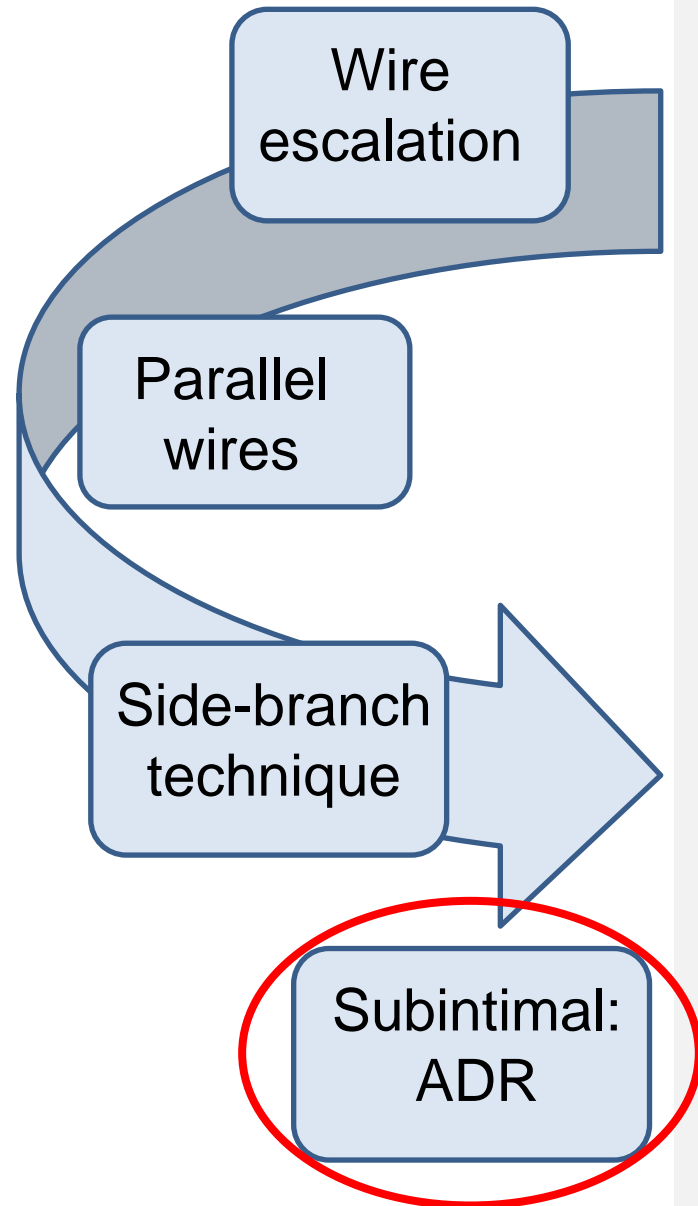 Wire
escalation
Parallel
wires
Side-branch
technique
Subintimal:
ADR